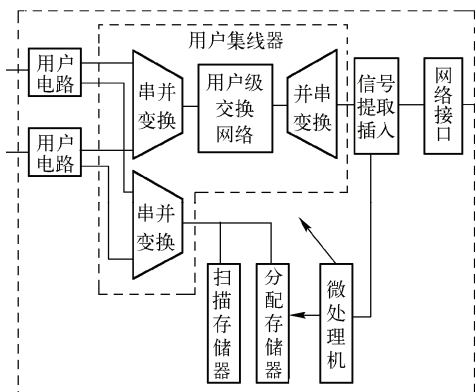 用户集线器
用户
电路
串并
变换
用户级
交换
网络
并串
变换
信号
提取
插入
网络接口
用户
电路
串并
变换
扫描存储器
分配存储器
微处理机